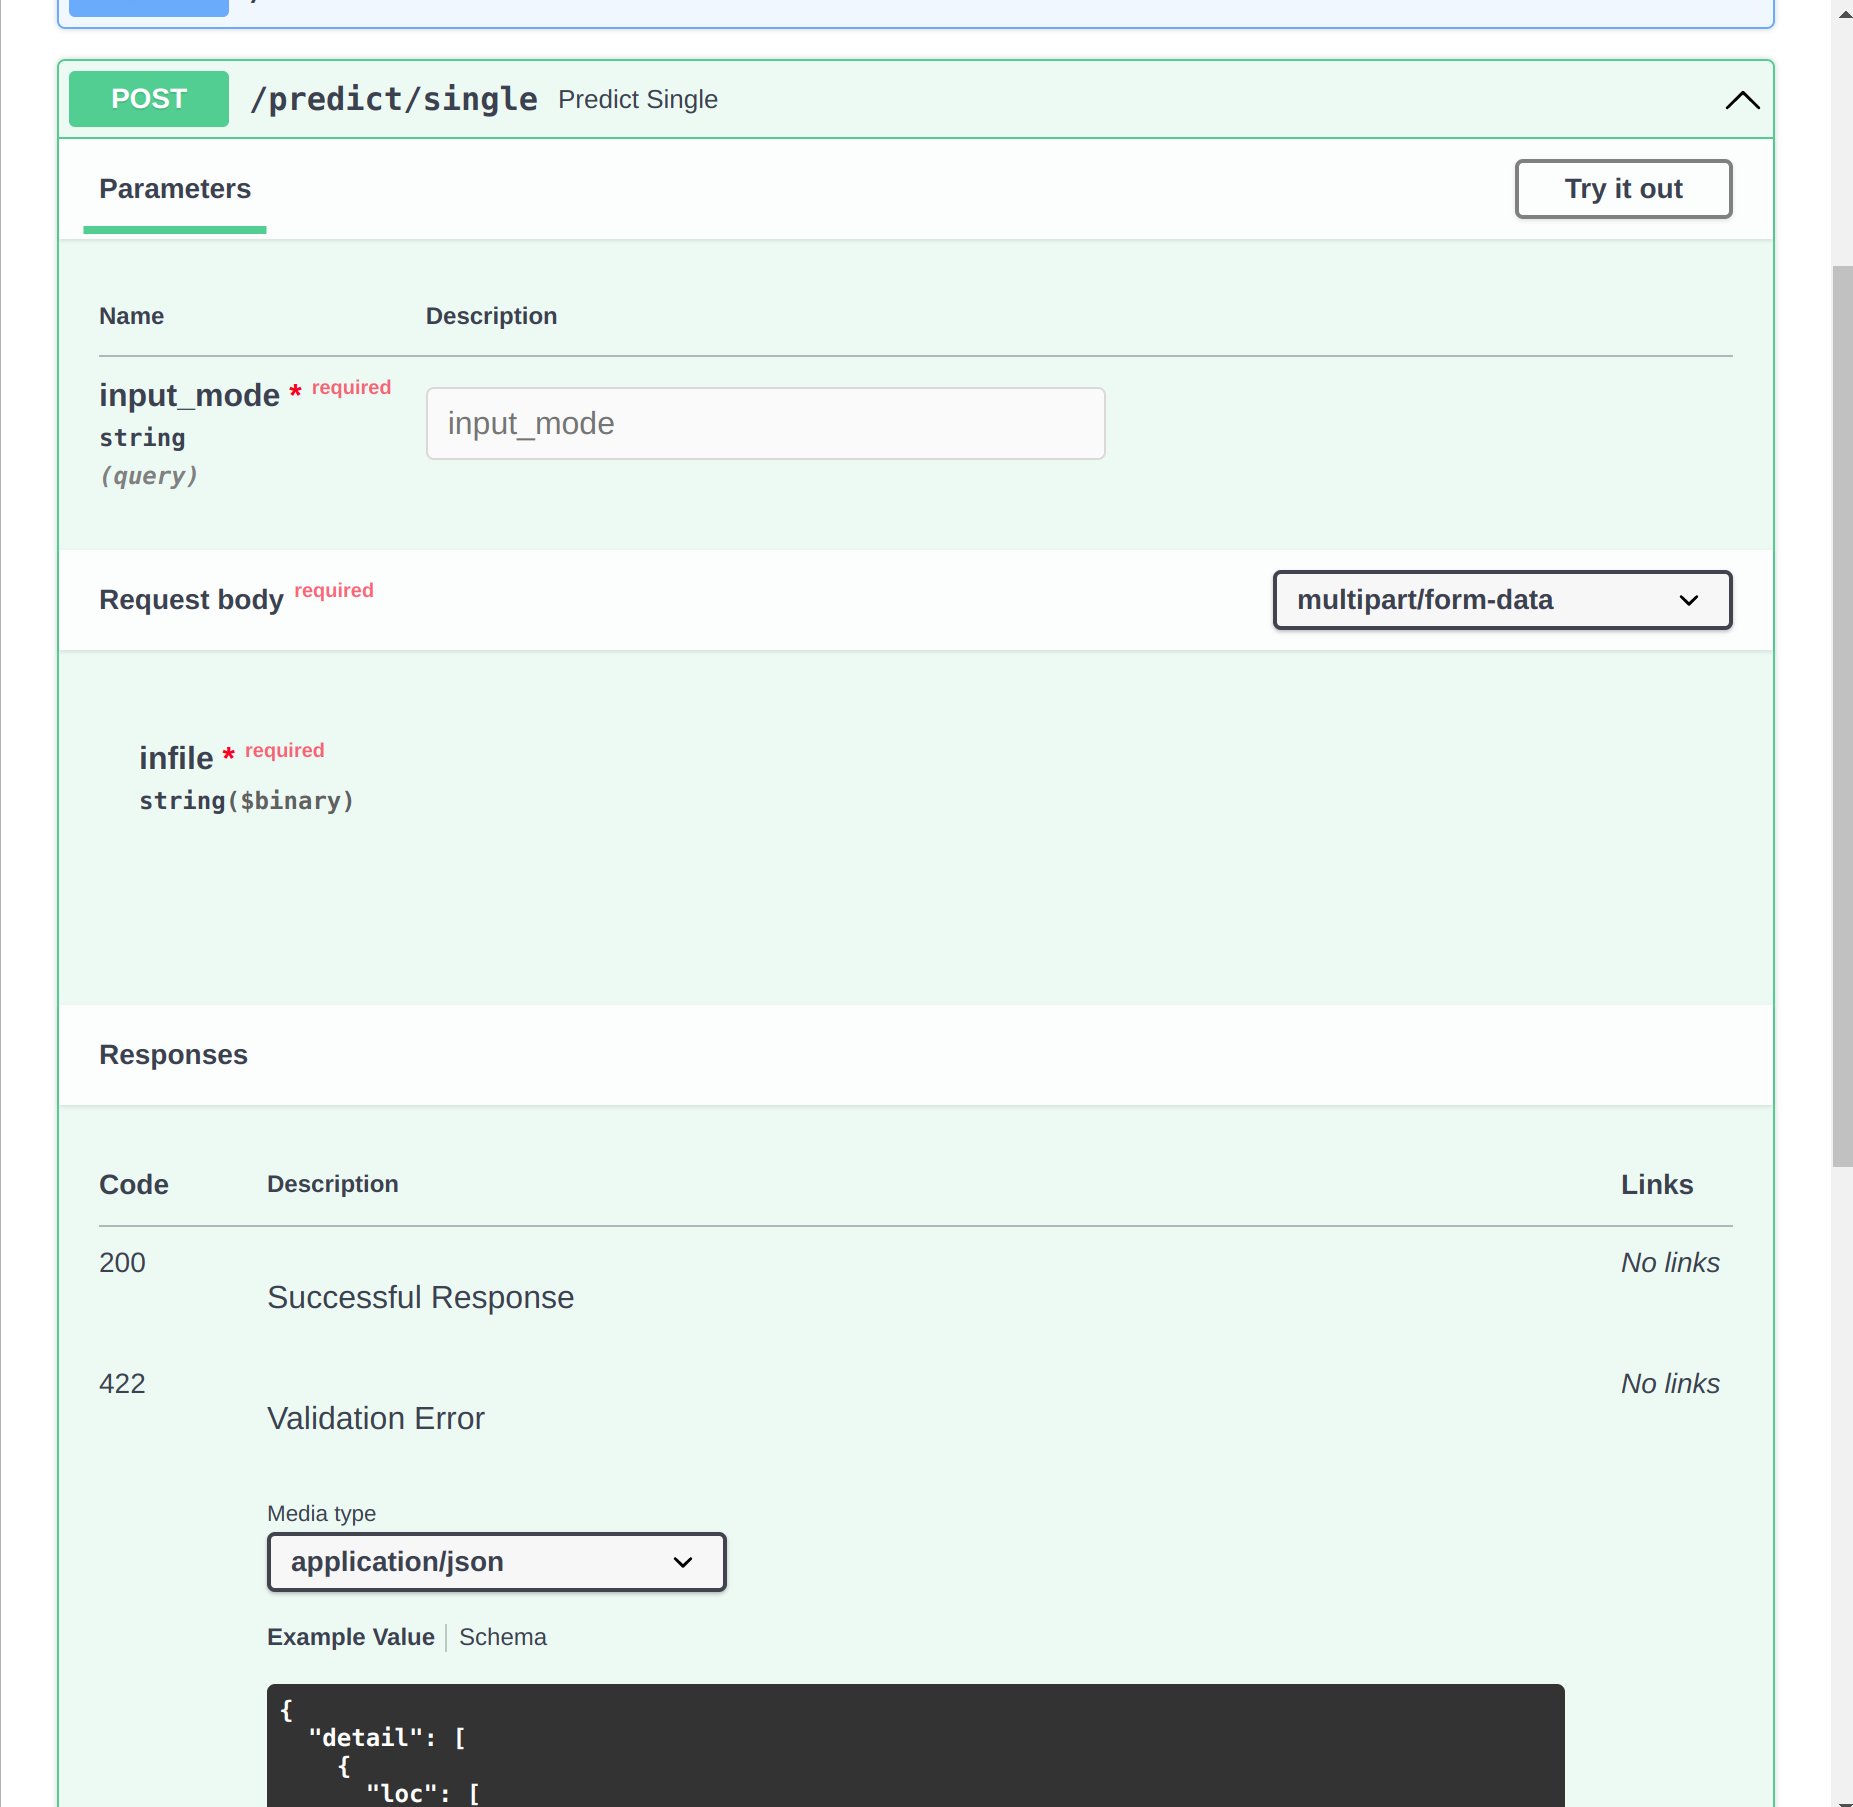 POST /predict/single Predict Single
Parameters
Try it out
Name Description
input_mode * required
string
(query)
input_mode
Request body required
multipart/form-data
infile * required
string($binary)
Responses
Code Description Links
200 No links
Successful Response
422 No links
Validation Error
Media type
application/json
Example Value Schema
{
"detail": [
{
"loc": [